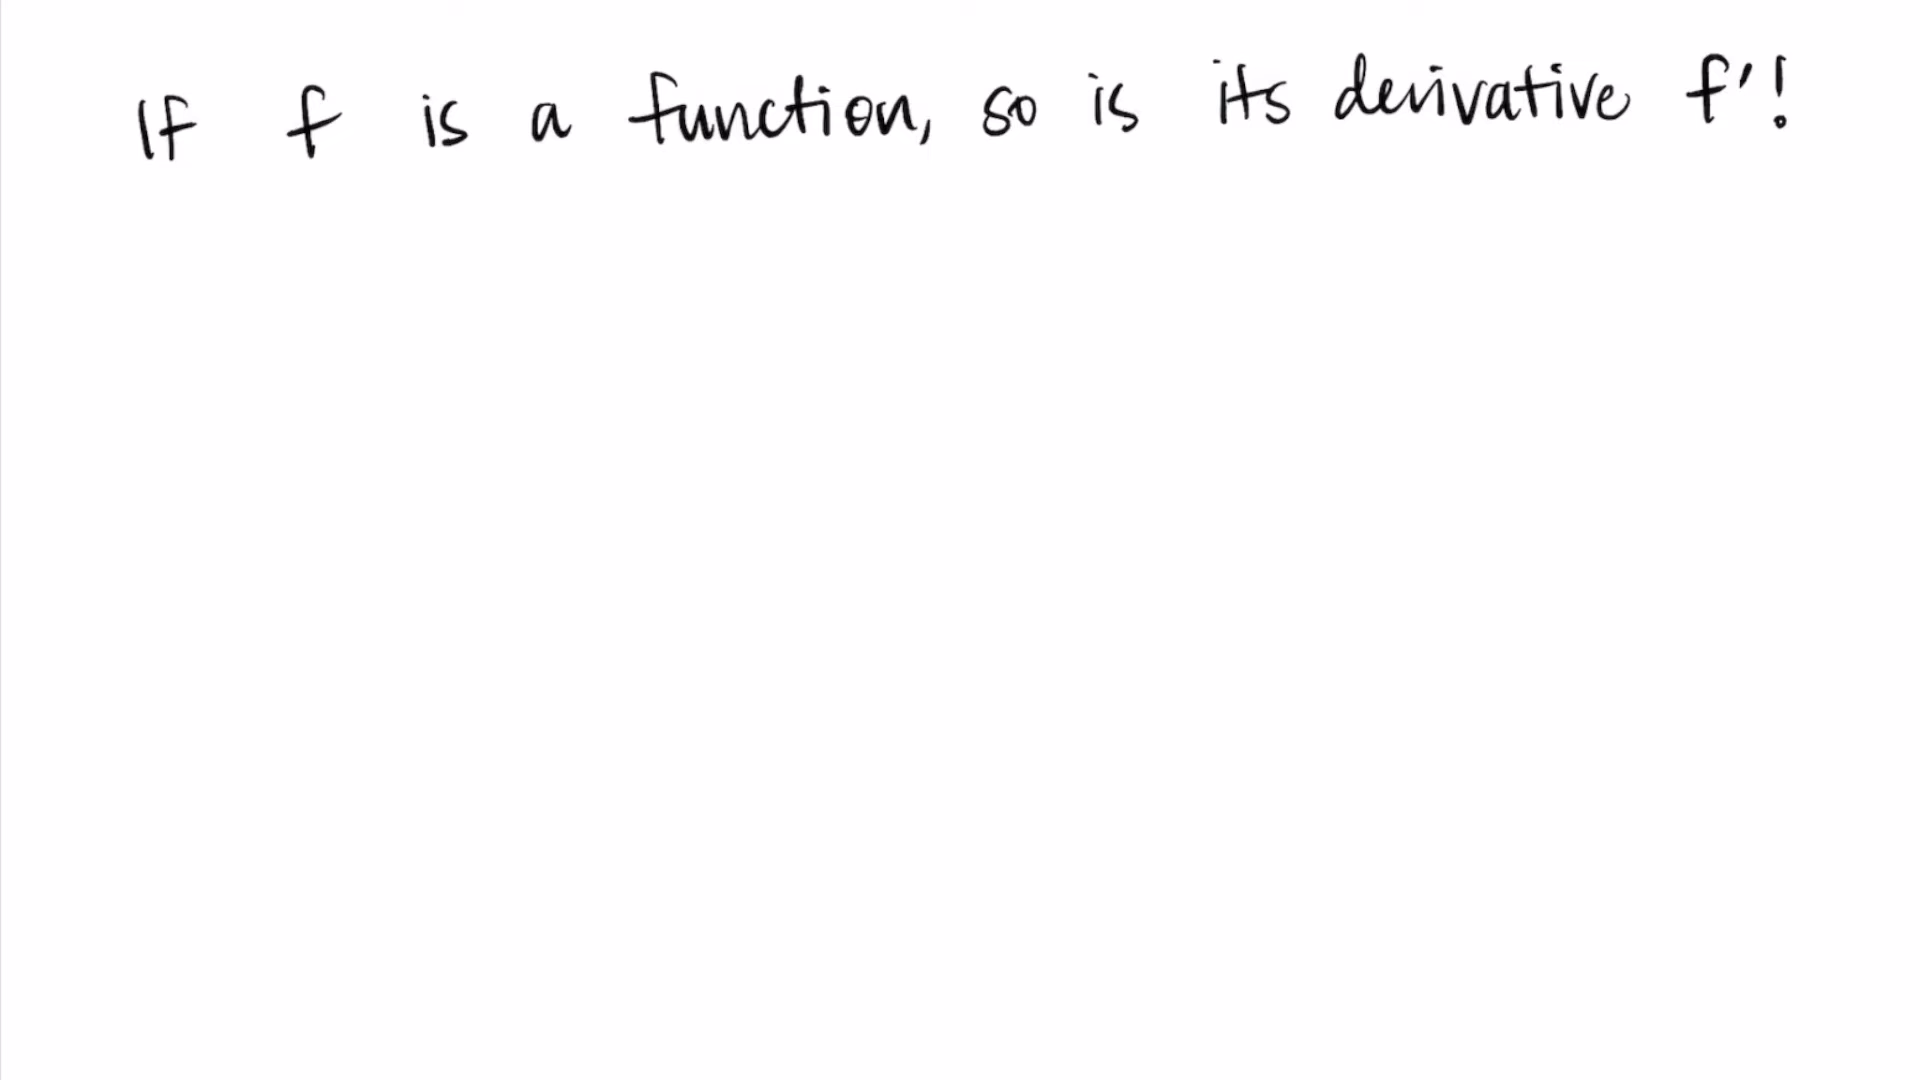 If f is a function, so is its derivative f'!